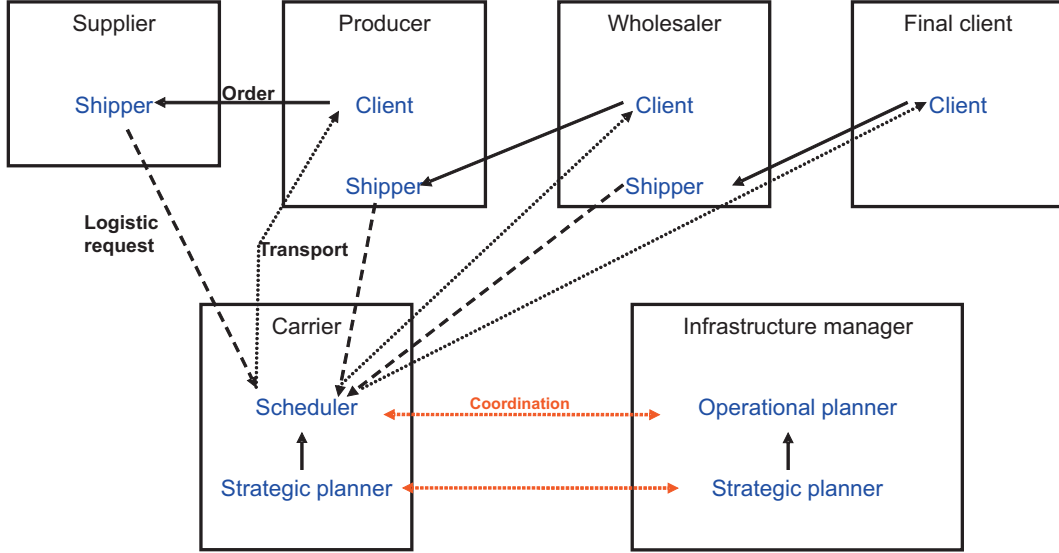 Supplier
Producer
Wholesaler
Final client
Order
Shipper
Client
Client
Client
Shipper
Shipper
Logistic
request
Transport
Carrier
Infrastructure manager
Scheduler
Coordination
Operational planner
Strategic planner
Strategic planner